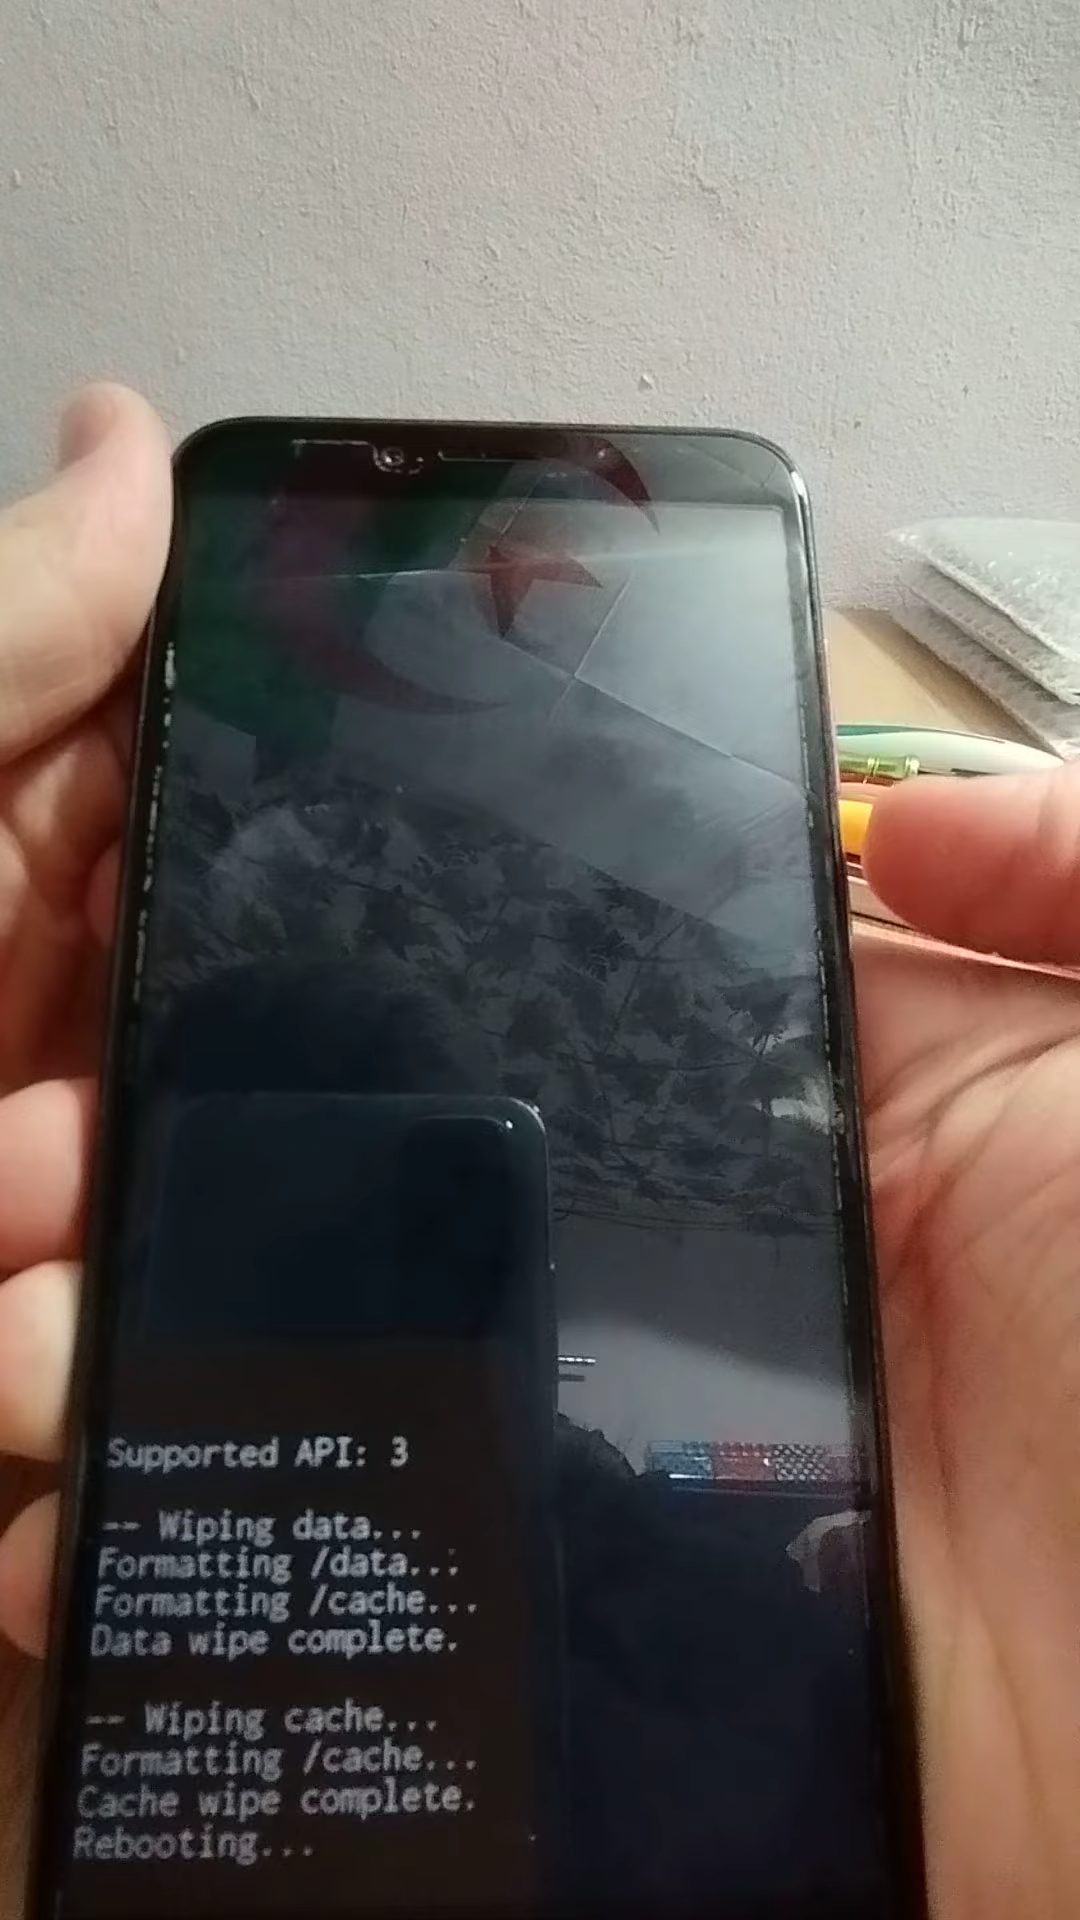 Supported API: 3
-- Wiping data...
Formatting /data...
Formatting /cache...
Data wipe complete.
-- Wiping cache...
Formatting /cache...
Cache wipe complete.
Rebooting...